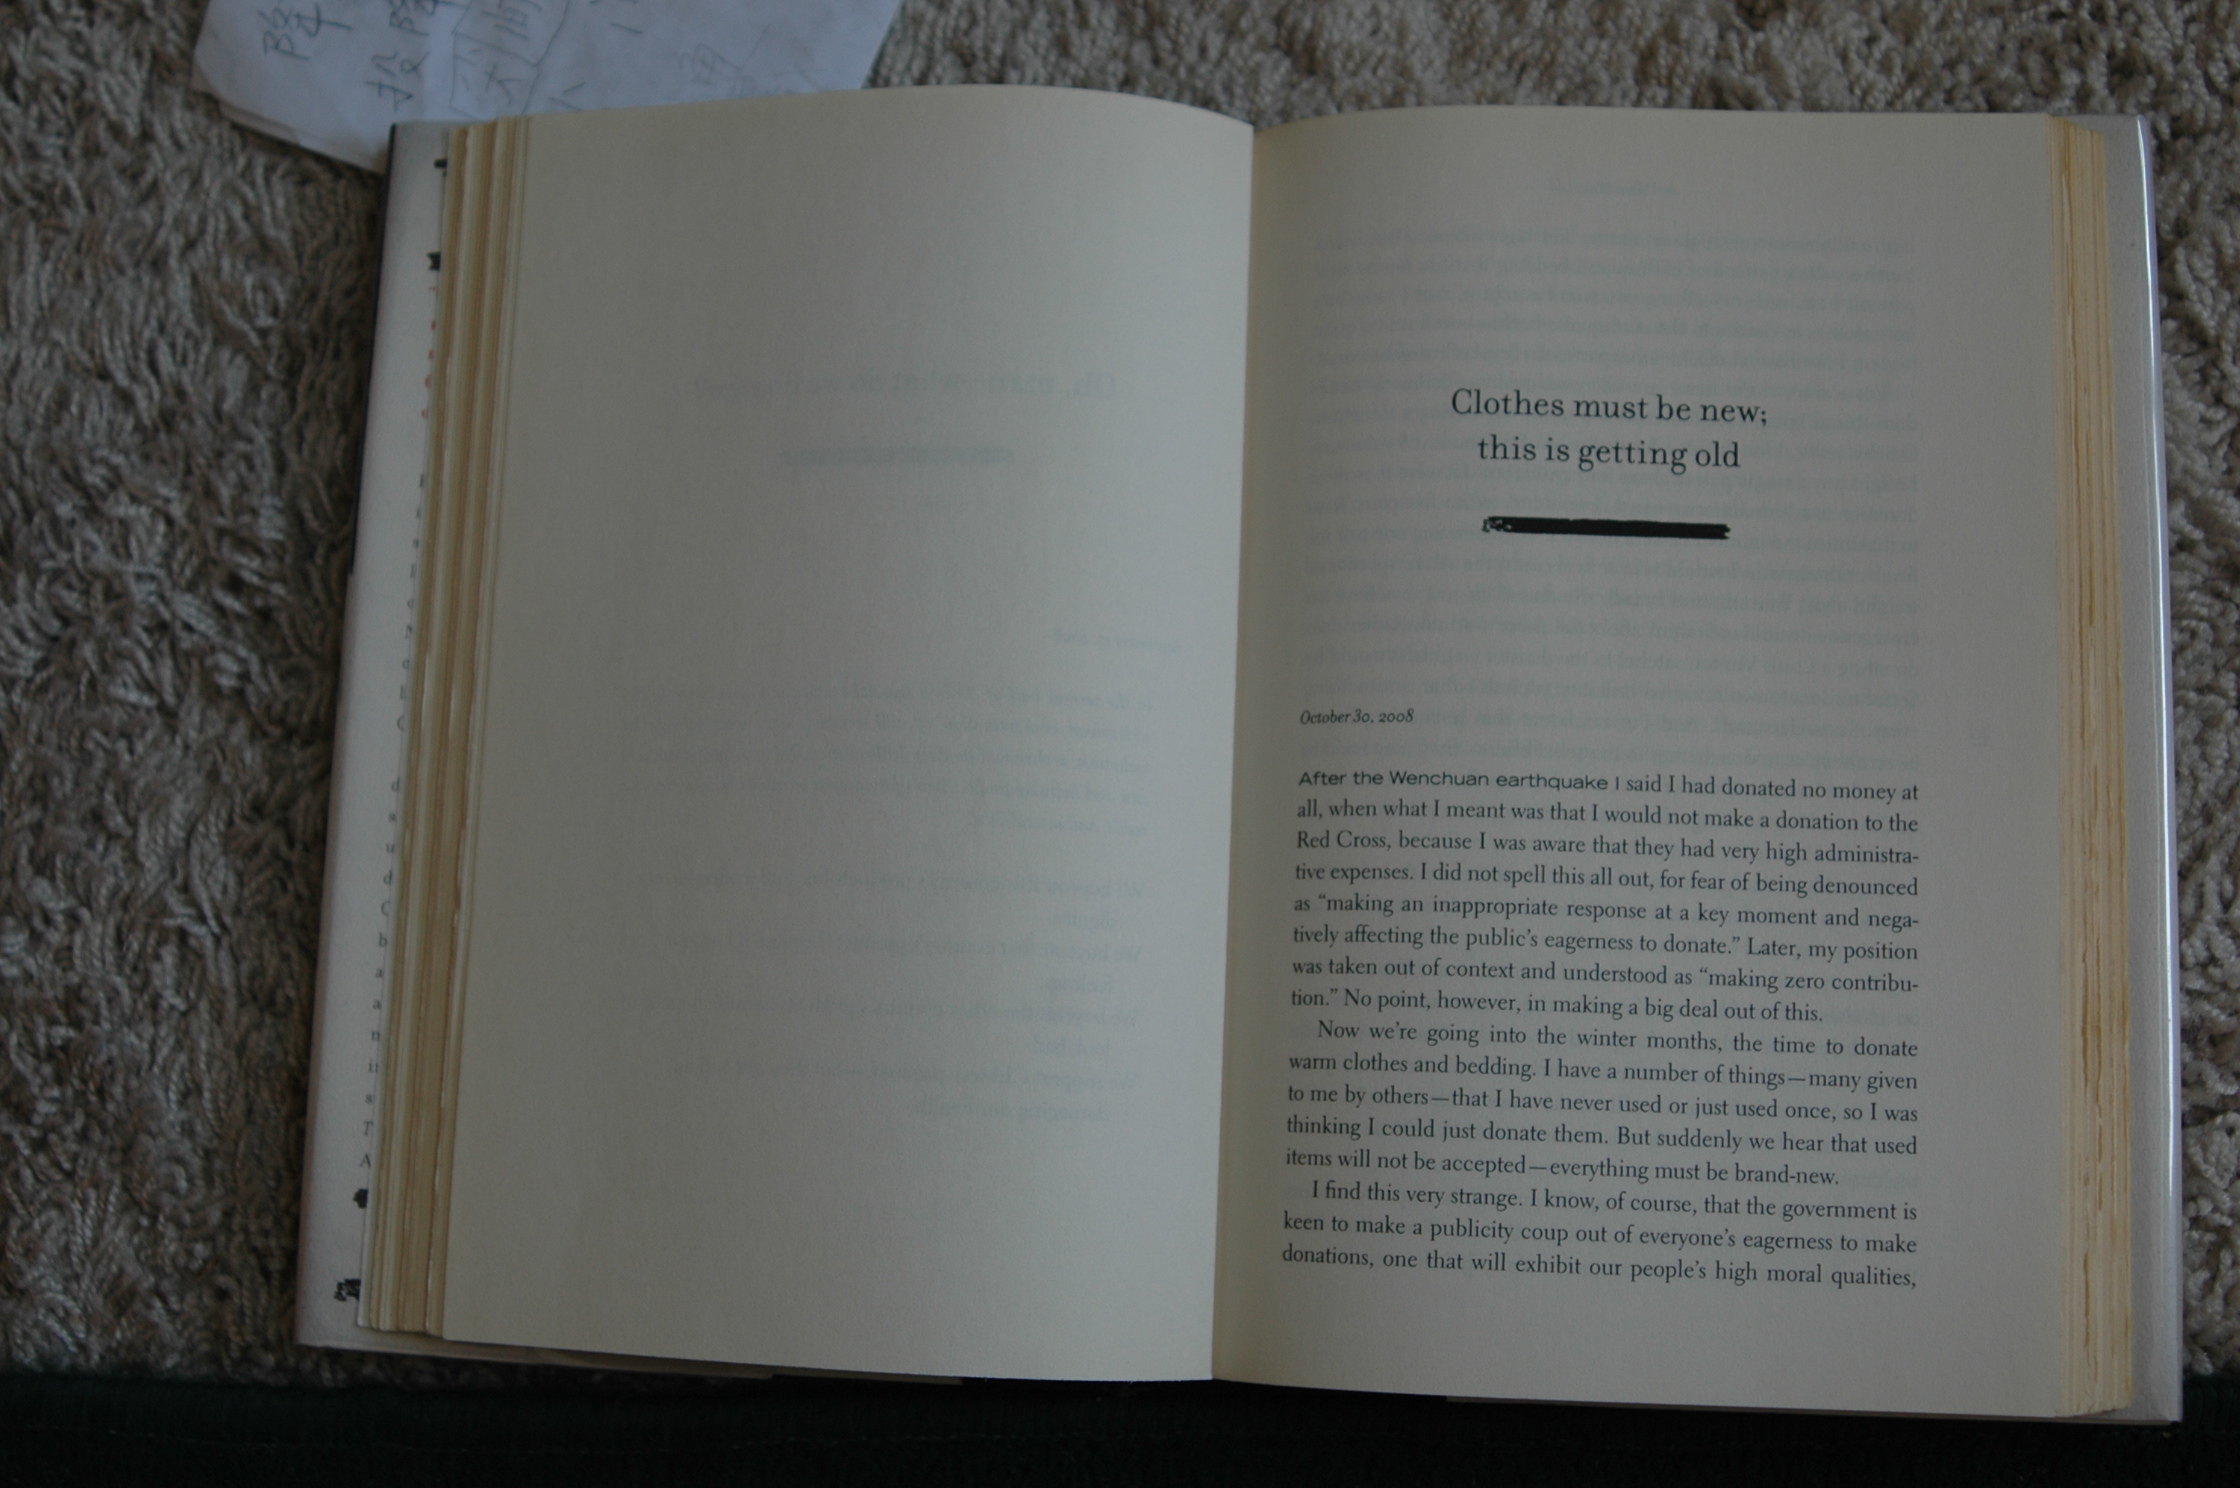 Clothes must be new;
this is getting old
October 30, 2008
After the Wenchuan earthquake I said I had donated no money at
all, when what I meant was that I would not make a donation to the
Red Cross, because I was aware that they had very high administra-
tive expenses. I did not spell this all out, for fear of being denounced
as “making an inappropriate response at a key moment and nega-
tively affecting the public’s eagerness to donate.” Later, my position
was taken out of context and understood as “making zero contribu-
tion.” No point, however, in making a big deal out of this.
Now we’re going into the winter months, the time to donate
warm clothes and bedding. I have a number of things—many given
to me by others—that I have never used or just used once, so I was
thinking I could just donate them. But suddenly we hear that used
items will not be accepted—everything must be brand-new.
I find this very strange. I know, of course, that the government is
keen to make a publicity coup out of everyone’s eagerness to make
donations, one that will exhibit our people’s high moral qualities,